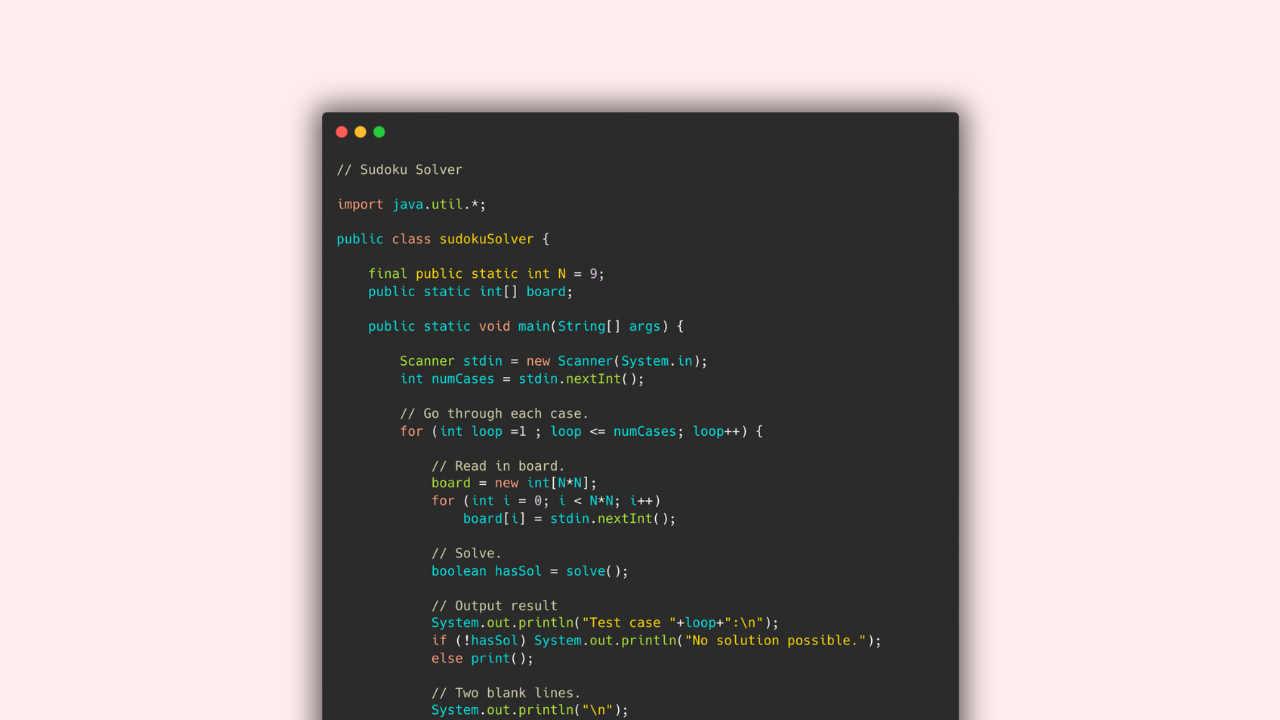 // Sudoku Solver
import java.util.*;
public class sudokuSolver {
final public static int N = 9;
public static int[] board;
public static void main(String[] args) {
Scanner stdin = new Scanner(System.in);
int numCases = stdin.nextInt();
// Go through each case.
for (int loop =1 ; loop <= numCases; loop++) {
// Read in board.
board = new int[N*N];
for (int i = 0; i < N*N; i++)
board[i] = stdin.nextInt();
// Solve.
boolean hasSol = solve();
// Output result
System.out.println("Test case "+loop+":\n");
if (!hasSol) System.out.println("No solution possible.");
else print();
// Two blank lines.
System.out.println("\n");